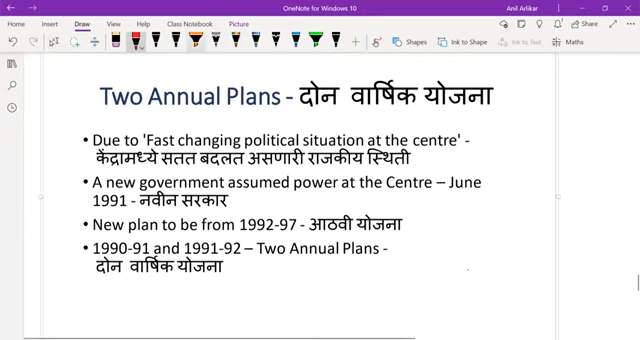 OneNote for Windows 10
Anil Arlikar
Home Insert Draw View Help Picture
Share
Shapes Ink to Shape Ink to Text Maths
Two Annual Plans - दोन वार्षिक योजना
• Due to 'Fast changing political situation at the centre' -
केंद्रामध्ये सतत बदलत असणारी राजकीय स्थिती
• A new government assumed power at the Centre – June
1991 - नवीन सरकार
• New plan to be from 1992-97 - आठवी योजना
• 1990-91 and 1991-92 – Two Annual Plans -
दोन वार्षिक योजना